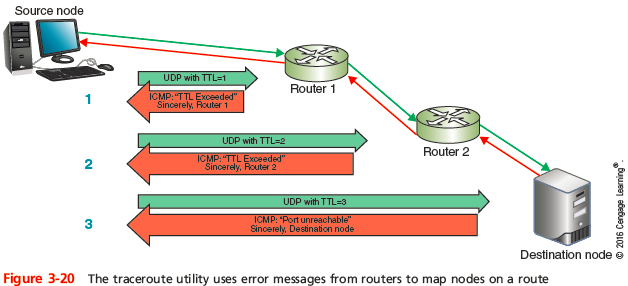 Source node
Router 1
UDP with TTL=1
1
ICMP: "TTL Exceeded"
Sincerely, Router 1
Router 2
UDP with TTL=2
2
ICMP: "TTL Exceeded"
Sincerely, Router 2
UDP with TTL=3
3
ICMP: "Port unreachable"
Sincerely, Destination node
Destination node
© 2016 Cengage Learning®.
Figure 3-20 The traceroute utility uses error messages from routers to map nodes on a route